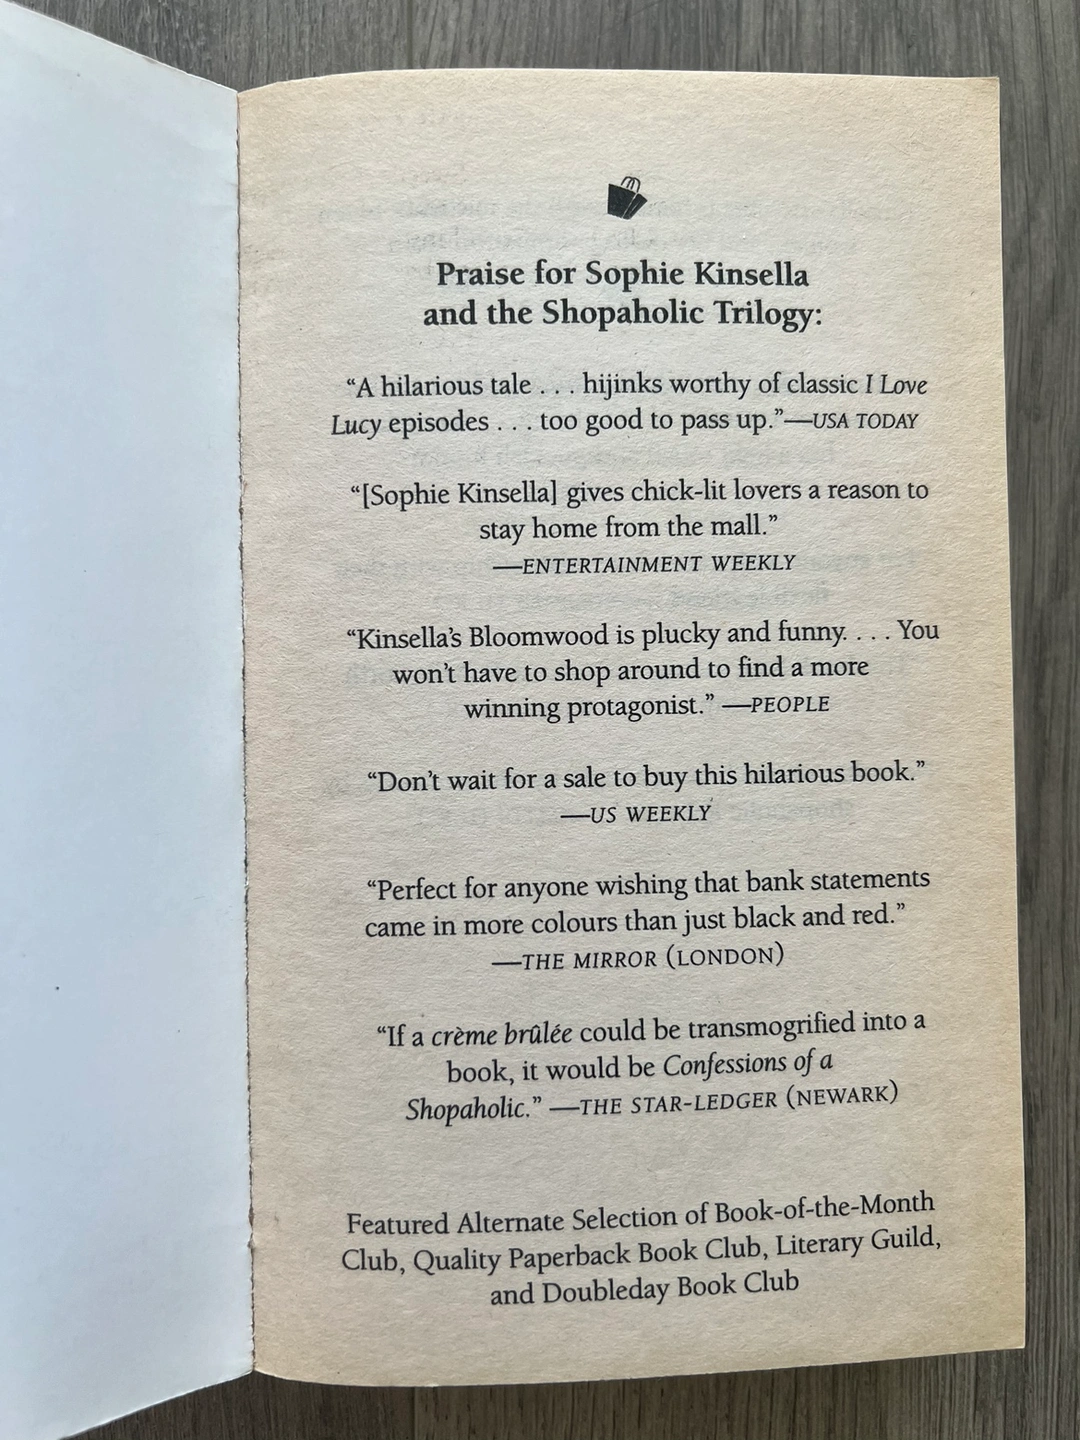 Praise for Sophie Kinsella
and the Shopaholic Trilogy:
“A hilarious tale . . . hijinks worthy of classic I Love
Lucy episodes . . . too good to pass up.”—USA TODAY
“[Sophie Kinsella] gives chick-lit lovers a reason to
stay home from the mall.”
—ENTERTAINMENT WEEKLY
“Kinsella’s Bloomwood is plucky and funny. . . . You
won’t have to shop around to find a more
winning protagonist.” —PEOPLE
“Don’t wait for a sale to buy this hilarious book.”
—US WEEKLY
“Perfect for anyone wishing that bank statements
came in more colours than just black and red.”
—THE MIRROR (LONDON)
“If a crème brûlée could be transmogrified into a
book, it would be Confessions of a
Shopaholic.” —THE STAR-LEDGER (NEWARK)
Featured Alternate Selection of Book-of-the-Month
Club, Quality Paperback Book Club, Literary Guild,
and Doubleday Book Club